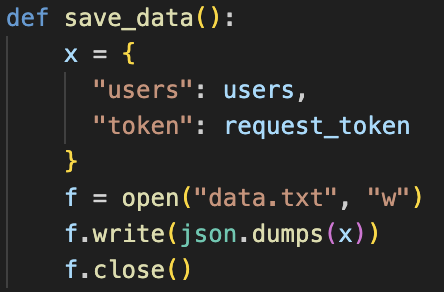 def save_data():
    x = {
      "users": users,
      "token": request_token
    }
    f = open("data.txt", "w")
    f.write(json.dumps(x))
    f.close()